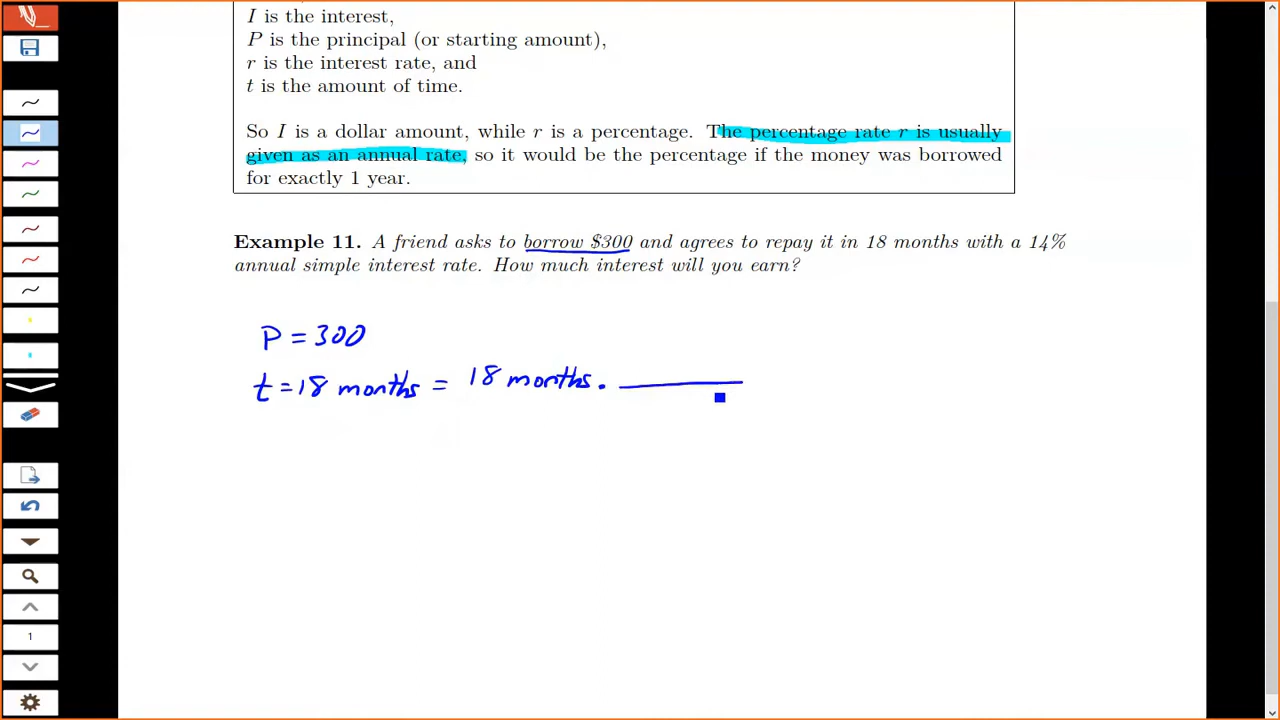 I is the interest,
P is the principal (or starting amount),
r is the interest rate, and
t is the amount of time.
So I is a dollar amount, while r is a percentage. The percentage rate r is usually
given as an annual rate, so it would be the percentage if the money was borrowed
for exactly 1 year.
Example 11. A friend asks to borrow $300 and agrees to repay it in 18 months with a 14%
annual simple interest rate. How much interest will you earn?
P = 300
t = 18 months = 18 months ·
1